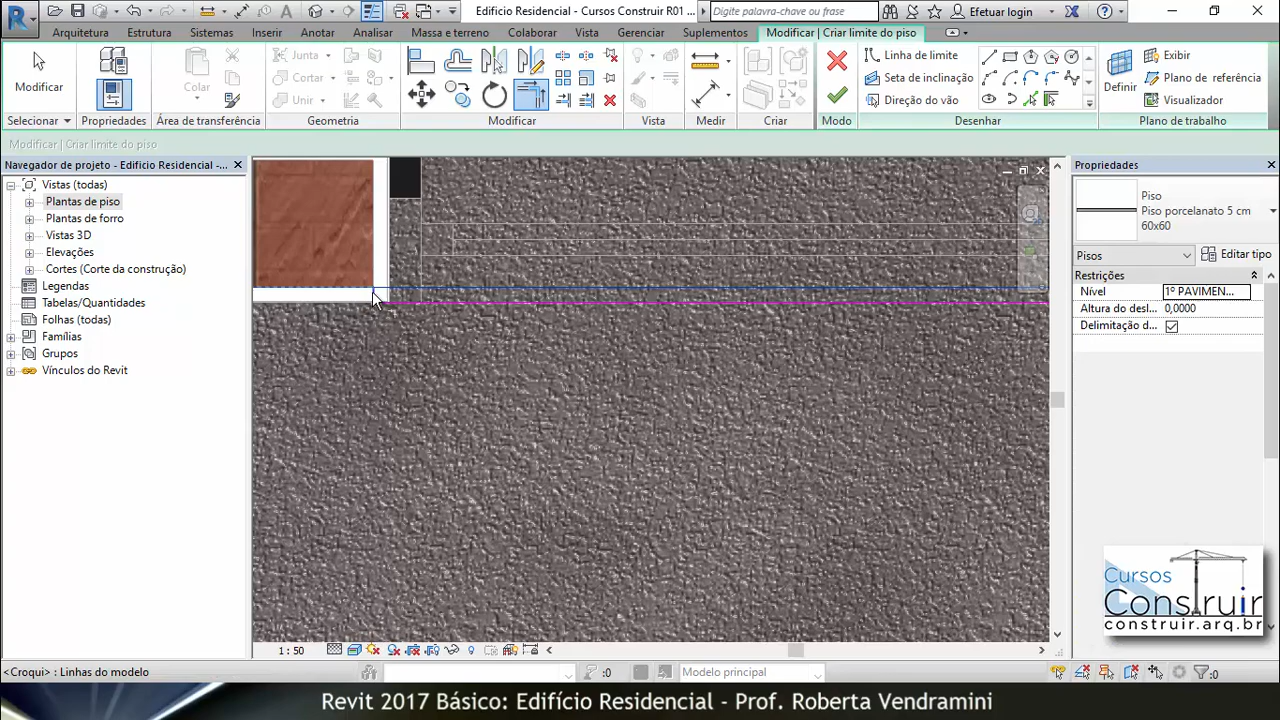 Edificio Residencial - Cursos Construir R01
Digite palavra-chave ou frase
Efetuar login
Arquitetura
Estrutura
Sistemas
Inserir
Anotar
Analisar
Massa e terreno
Colaborar
Vista
Gerenciar
Suplementos
Modificar | Criar limite do piso
Modificar
Colar
Junta
Cortar
Unir
Linha de limite
Seta de inclinação
Direção do vão
Definir
Exibir
Plano de referência
Visualizador
Selecionar
Propriedades
Área de transferência
Geometria
Modificar
Vista
Medir
Criar
Modo
Desenhar
Plano de trabalho
Modificar | Criar limite do piso
Navegador de projeto - Edificio Residencial -...
Vistas (todas)
Plantas de piso
Plantas de forro
Vistas 3D
Elevações
Cortes (Corte da construção)
Legendas
Tabelas/Quantidades
Folhas (todas)
Famílias
Grupos
Vínculos do Revit
Propriedades
Piso
Piso porcelanato 5 cm
60x60
Pisos
Editar tipo
Restrições
Nível
1º PAVIMEN...
Altura do desl...
0,0000
Delimitação d...
Cursos
Construir
construir.arq.br
1 : 50
<Croqui> : Linhas do modelo
:0
Modelo principal
:0
Revit 2017 Básico: Edifício Residencial - Prof. Roberta Vendramini